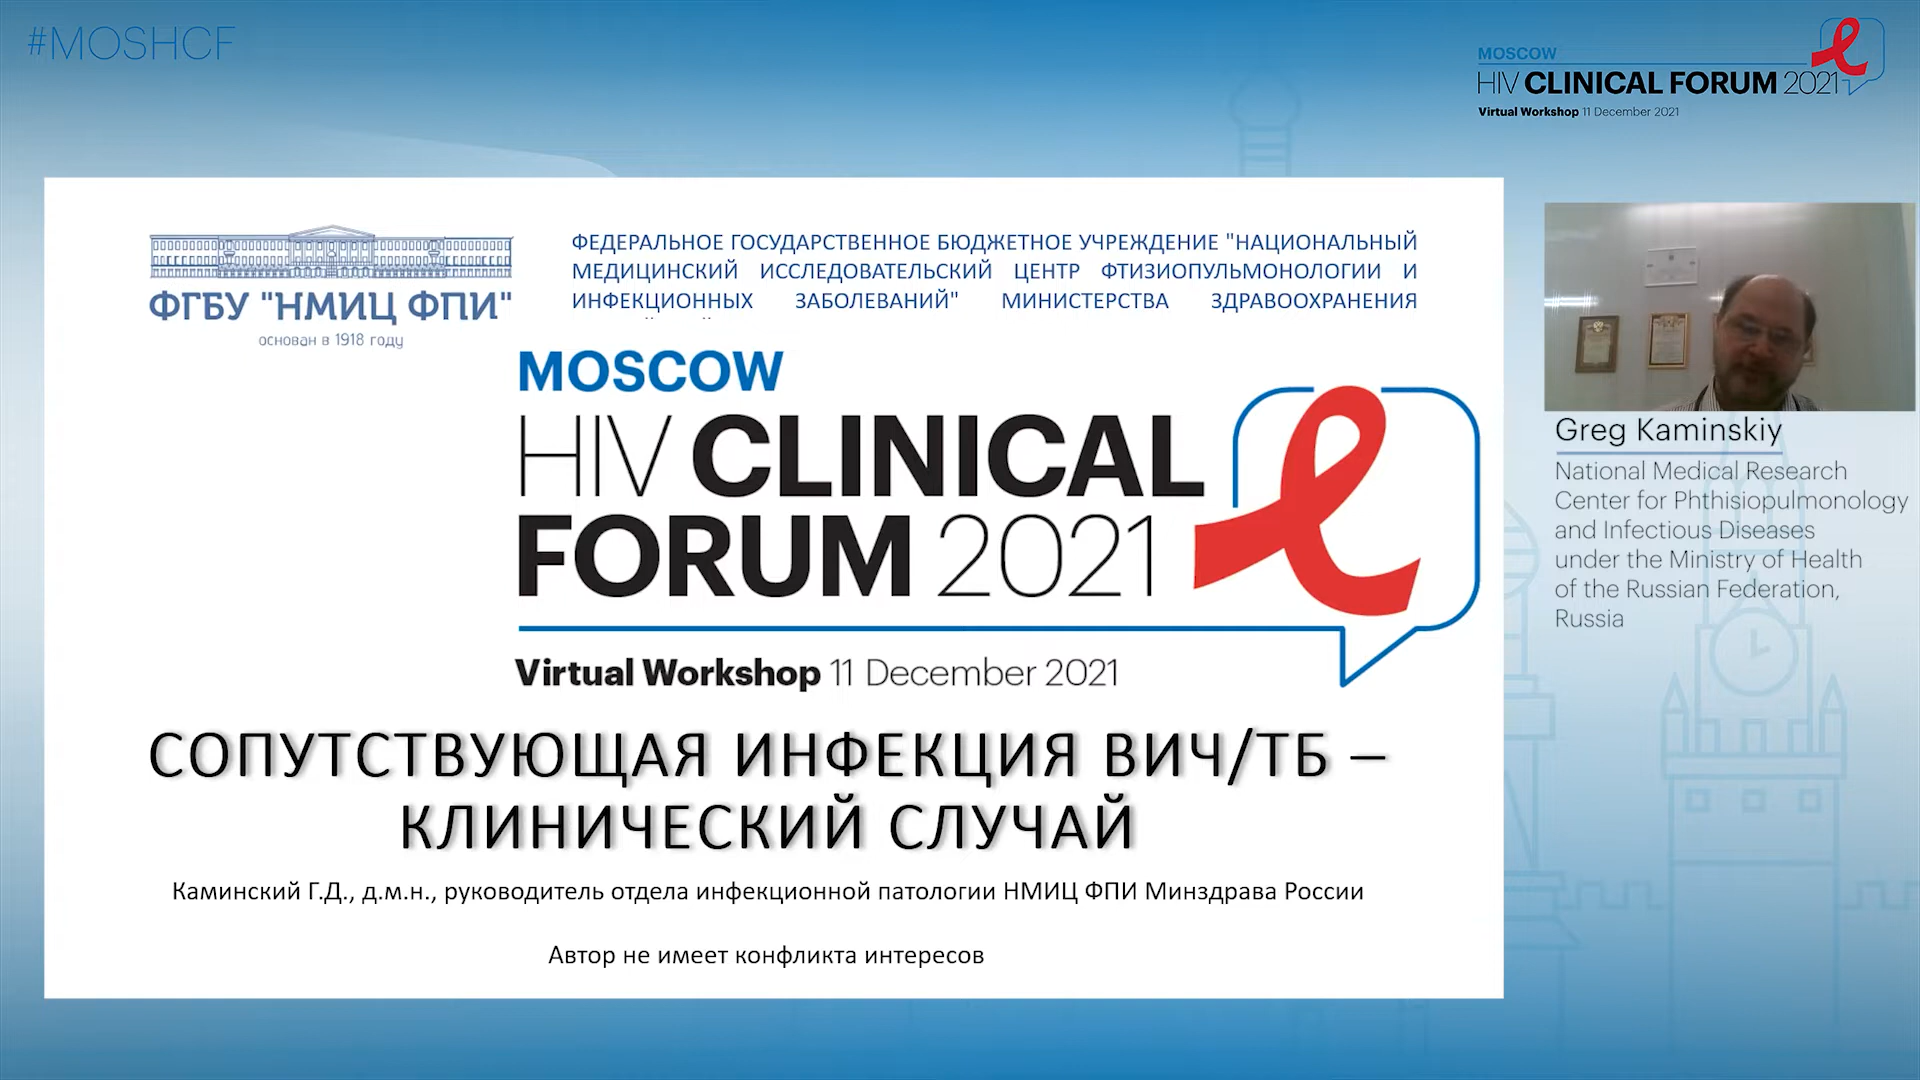 #MOSHCF
MOSCOW
HIV CLINICAL FORUM 2021
Virtual Workshop 11 December 2021
ФГБУ "НМИЦ ФПИ"
основан в 1918 году
ФЕДЕРАЛЬНОЕ ГОСУДАРСТВЕННОЕ БЮДЖЕТНОЕ УЧРЕЖДЕНИЕ "НАЦИОНАЛЬНЫЙ
МЕДИЦИНСКИЙ ИССЛЕДОВАТЕЛЬСКИЙ ЦЕНТР ФТИЗИОПУЛЬМОНОЛОГИИ И
ИНФЕКЦИОННЫХ ЗАБОЛЕВАНИЙ" МИНИСТЕРСТВА ЗДРАВООХРАНЕНИЯ
MOSCOW
HIV CLINICAL
FORUM 2021
Virtual Workshop 11 December 2021
СОПУТСТВУЮЩАЯ ИНФЕКЦИЯ ВИЧ/ТБ –
КЛИНИЧЕСКИЙ СЛУЧАЙ
Каминский Г.Д., д.м.н., руководитель отдела инфекционной патологии НМИЦ ФПИ Минздрава России
Автор не имеет конфликта интересов
Greg Kaminskiy
National Medical Research
Center for Phthisiopulmonology
and Infectious Diseases
under the Ministry of Health
of the Russian Federation,
Russia